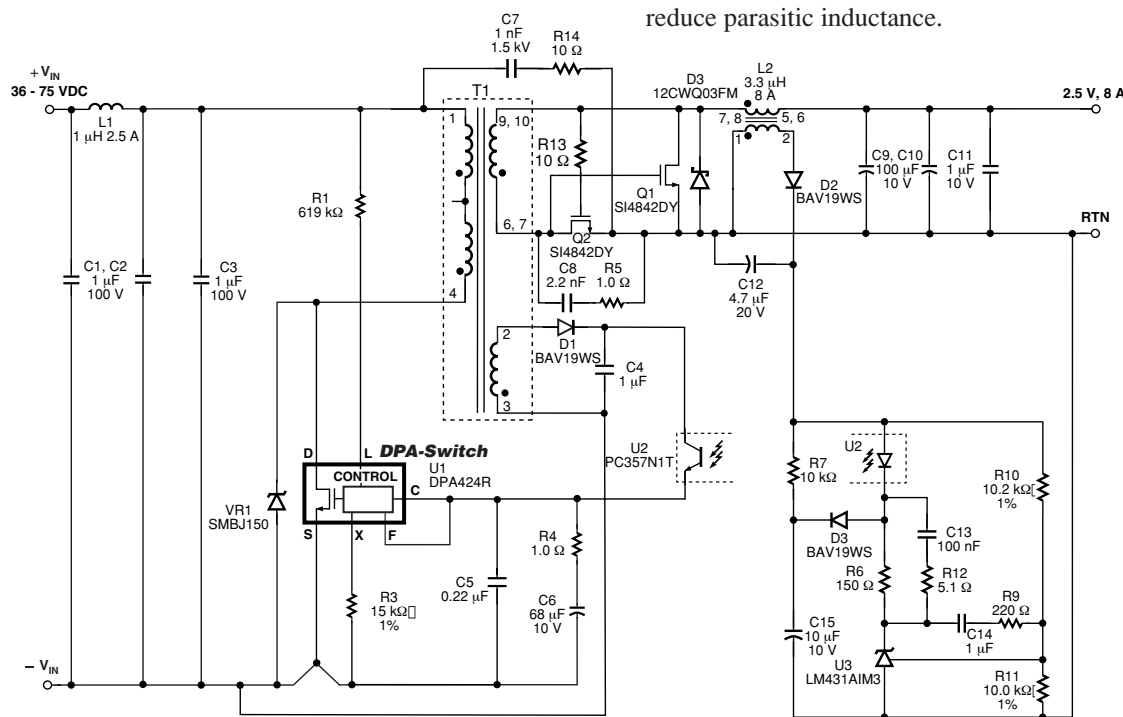 reduce parasitic inductance.
C7
1 nF
1.5 kV
R14
10 Ω
+ VIN
36 - 75 VDC
L1
1 μH 2.5 A
T1
1
9, 10
D3
12CWQ03FM
L2
3.3 μH
8 A
7, 8
5, 6
1
2
2.5 V, 8 A
R13
10 Ω
R1
619 kΩ
Q1
SI4842DY
D2
BAV19WS
C9, C10
100 μF
10 V
C11
1 μF
10 V
6, 7
Q2
SI4842DY
RTN
C1, C2
1 μF
100 V
C3
1 μF
100 V
4
C8
2.2 nF
R5
1.0 Ω
C12
4.7 μF
20 V
2
D1
BAV19WS
C4
1 μF
3
DPA-Switch
D
L
CONTROL
C
U1
DPA424R
S
X
F
VR1
SMBJ150
U2
PC357N1T
R7
10 kΩ
U2
R10
10.2 kΩ[
1%
D3
BAV19WS
C13
100 nF
R6
150 Ω
R12
5.1 Ω
R9
220 Ω
R3
15 kΩ▯
1%
C5
0.22 μF
R4
1.0 Ω
C6
68 μF
10 V
C15
10 μF
10 V
C14
1 μF
U3
LM431AIM3
R11
10.0 kΩ[
1%
− VIN